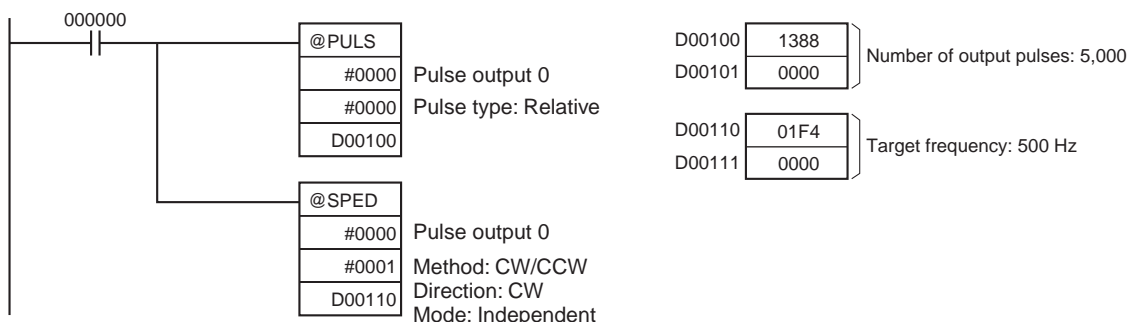 000000
@PULS
#0000 Pulse output 0
#0000 Pulse type: Relative
D00100
@SPED
#0000 Pulse output 0
#0001 Method: CW/CCW
D00110 Direction: CW
Mode: Independent
D00100 1388
D00101 0000
Number of output pulses: 5,000
D00110 01F4
D00111 0000
Target frequency: 500 Hz